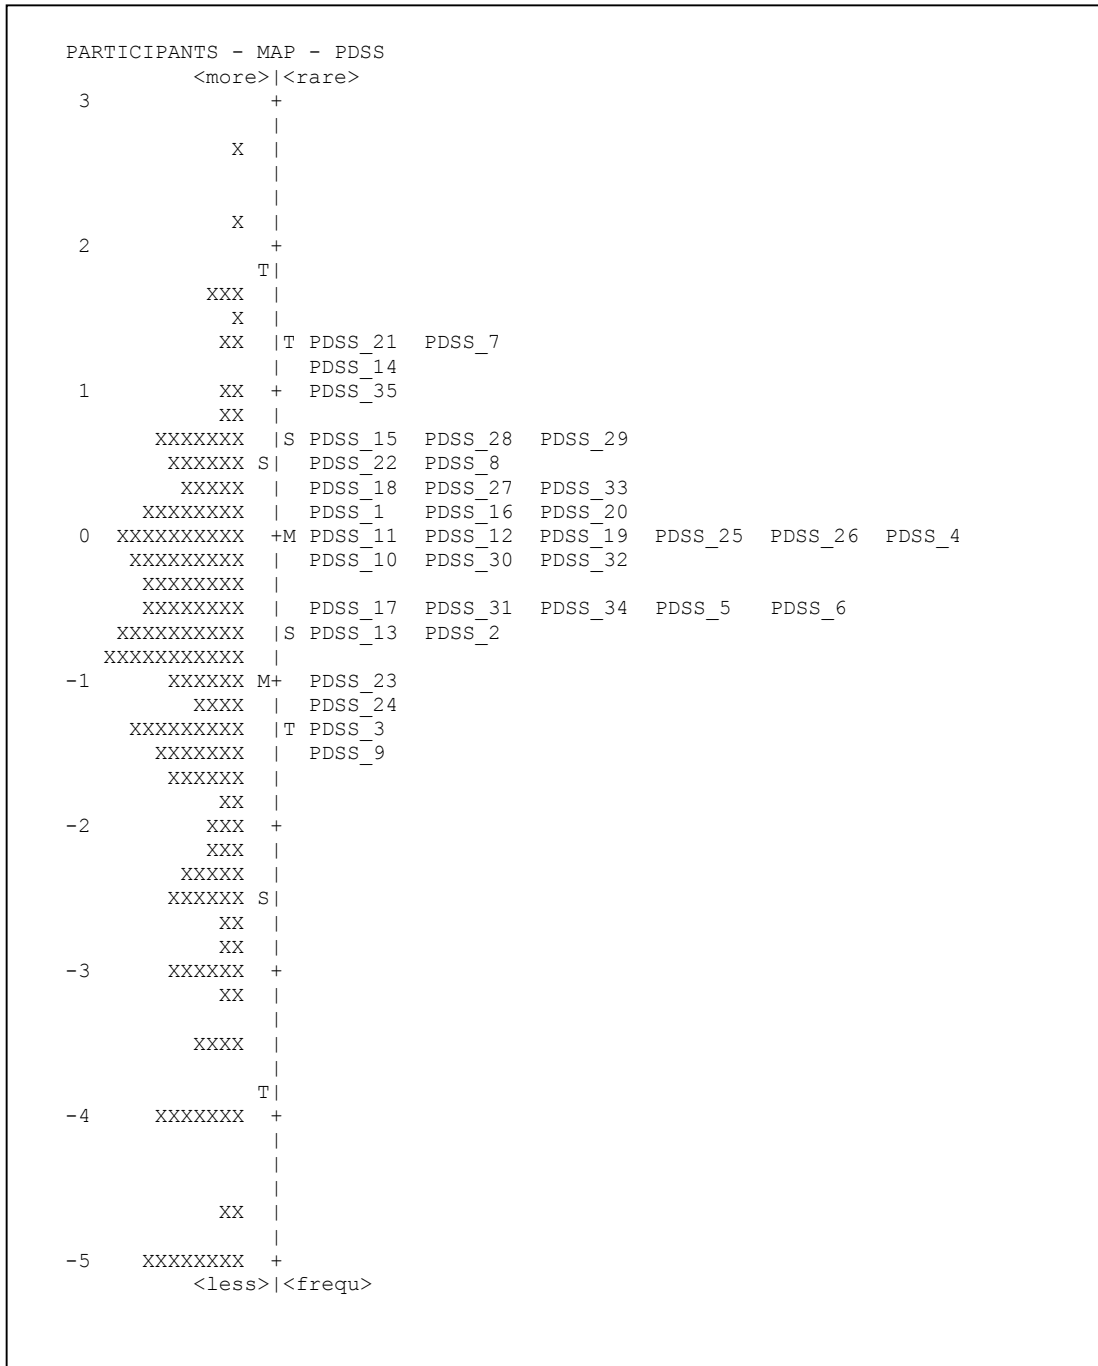 PARTICIPANTS - MAP - PDSS
          <more>|<rare>
 3              +
                |
             X  |
                |
                |
             X  |
 2              +
               T|
           XXX  |
             X  |
            XX  |T PDSS_21  PDSS_7
                |  PDSS_14
 1          XX  +  PDSS_35
            XX  |
       XXXXXXX  |S PDSS_15  PDSS_28  PDSS_29
        XXXXXX S|  PDSS_22  PDSS_8
         XXXXX  |  PDSS_18  PDSS_27  PDSS_33
      XXXXXXXX  |  PDSS_1   PDSS_16  PDSS_20
 0  XXXXXXXXXX  +M PDSS_11  PDSS_12  PDSS_19  PDSS_25  PDSS_26  PDSS_4
     XXXXXXXXX  |  PDSS_10  PDSS_30  PDSS_32
      XXXXXXXX  |
      XXXXXXXX  |  PDSS_17  PDSS_31  PDSS_34  PDSS_5   PDSS_6
    XXXXXXXXXX  |S PDSS_13  PDSS_2
   XXXXXXXXXXX  |
-1      XXXXXX M+  PDSS_23
          XXXX  |  PDSS_24
     XXXXXXXXX  |T PDSS_3
       XXXXXXX  |  PDSS_9
        XXXXXX  |
            XX  |
-2         XXX  +
           XXX  |
         XXXXX  |
        XXXXXX S|
            XX  |
            XX  |
-3      XXXXXX  +
            XX  |
                |
          XXXX  |
                |
               T|
-4     XXXXXXX  +
                |
                |
                |
            XX  |
                |
-5    XXXXXXXX  +
          <less>|<frequ>